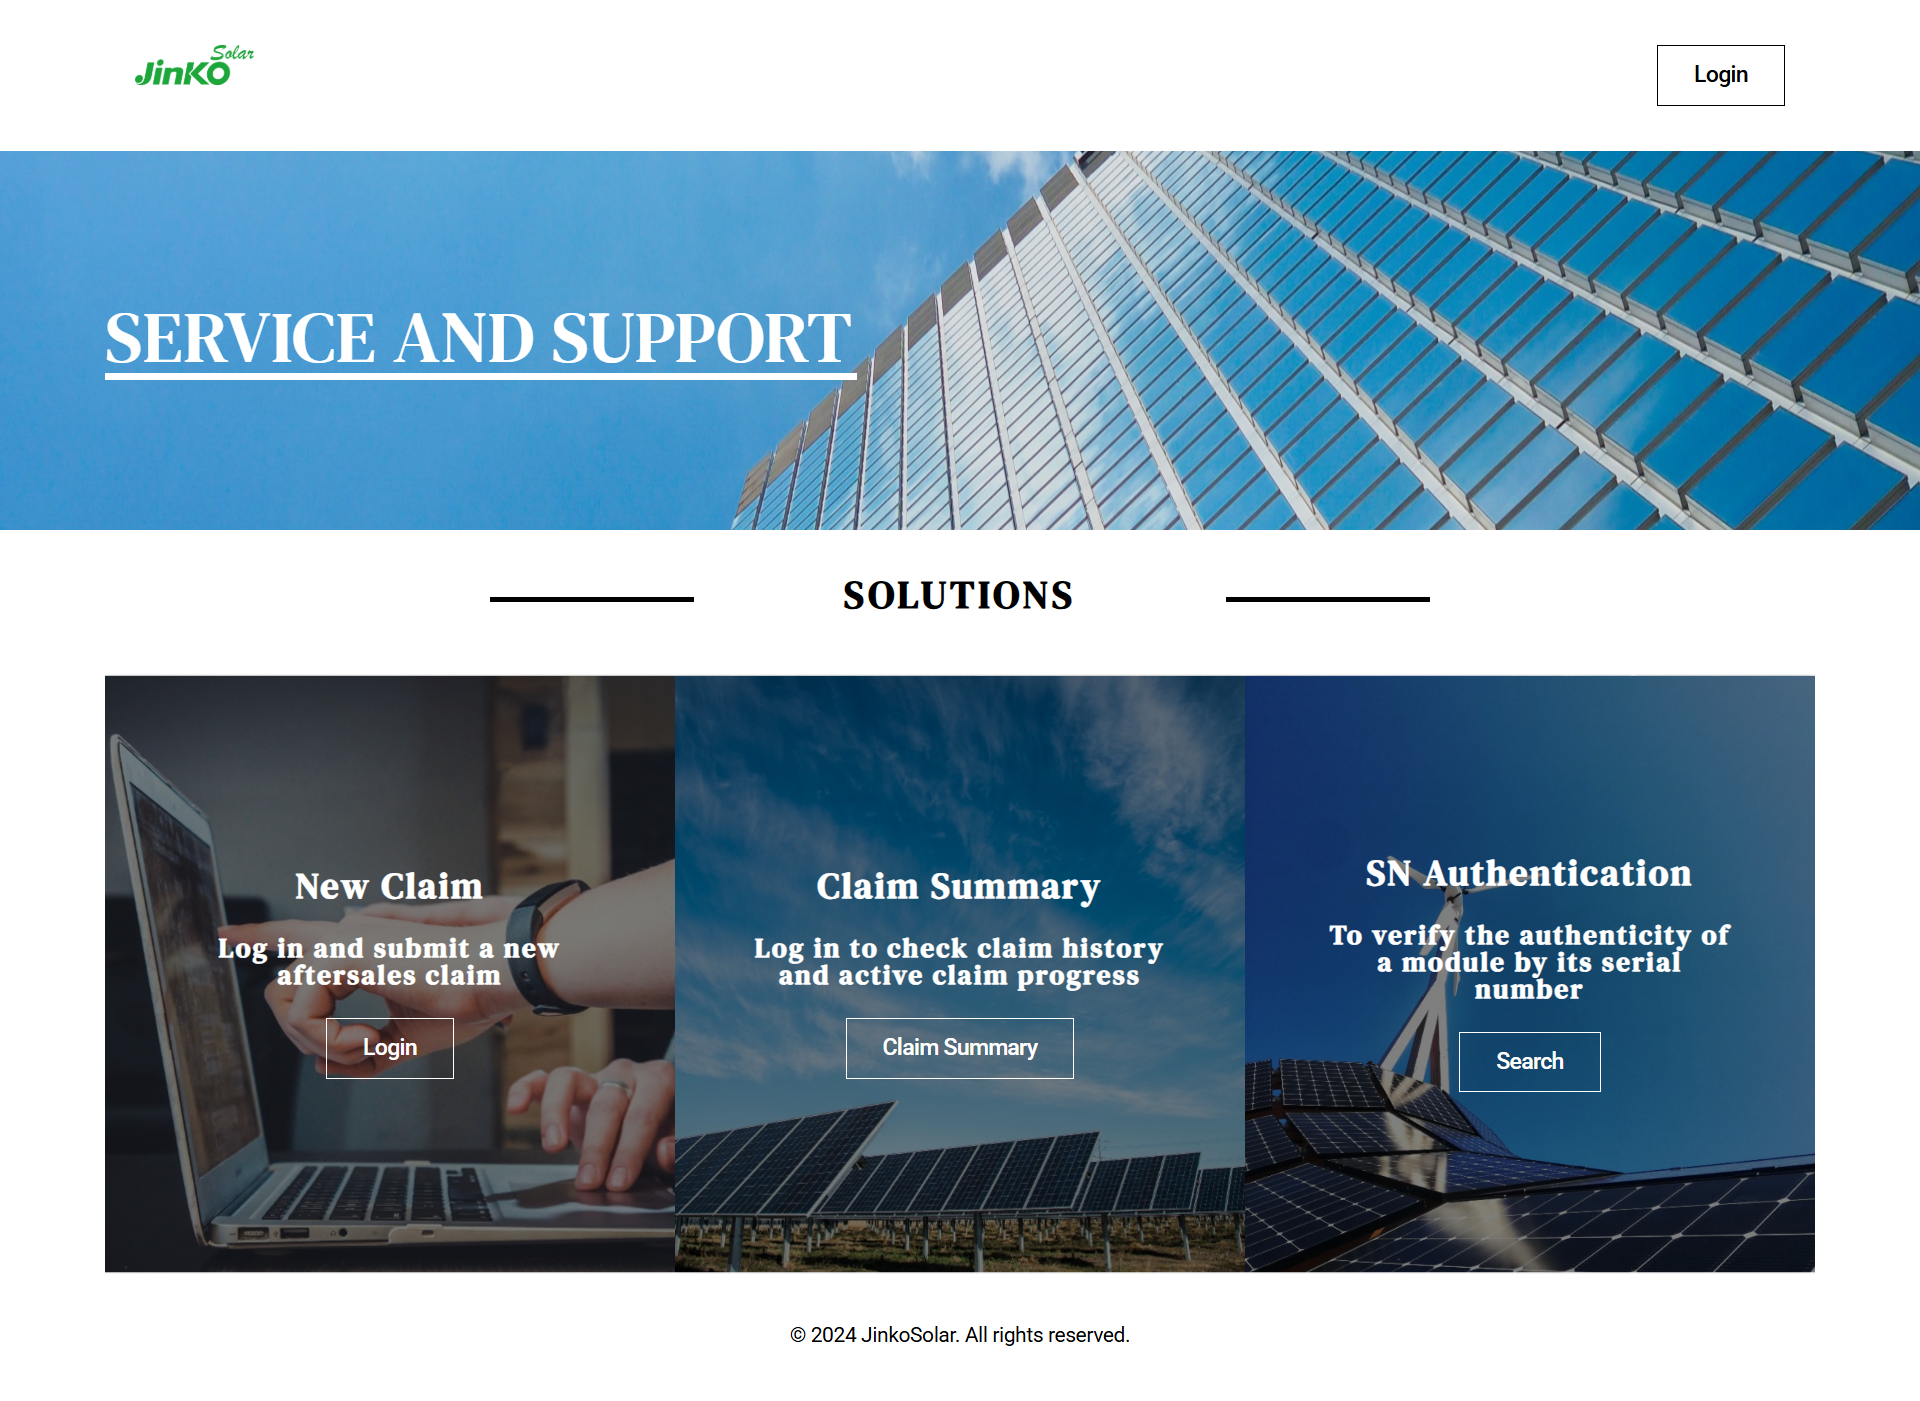 Solar
JinKO
Login
SERVICE AND SUPPORT
SOLUTIONS
New Claim
Log in and submit a new
aftersales claim
Login
Claim Summary
Log in to check claim history
and active claim progress
Claim Summary
SN Authentication
To verify the authenticity of
a module by its serial
number
Search
© 2024 JinkoSolar. All rights reserved.